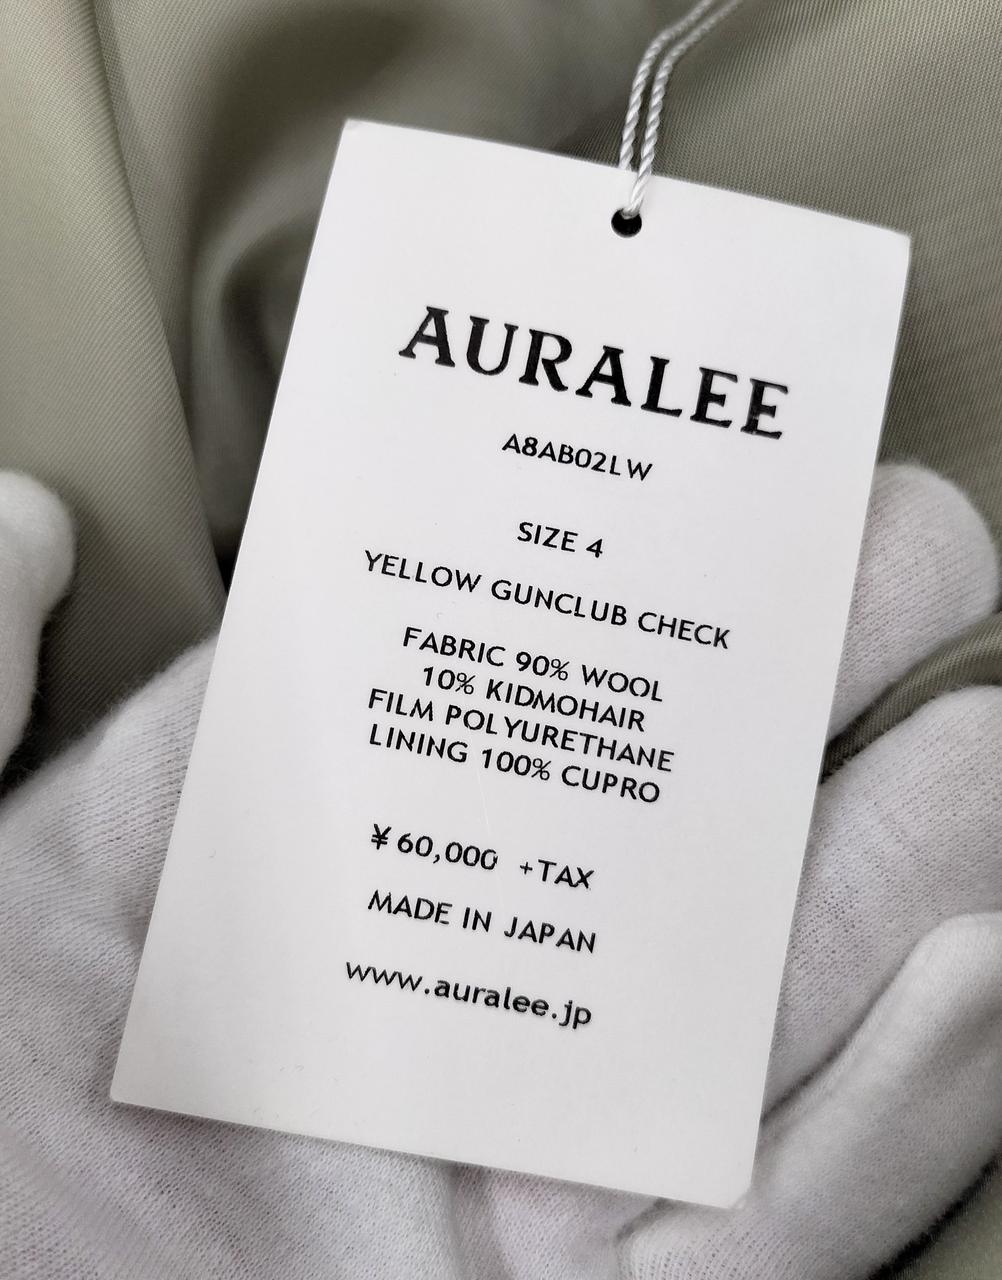 AURALEE
A8AB02LW
SIZE 4
YELLOW GUNCLUB CHECK
FABRIC 90% WOOL
10% KIDMOHAIR
FILM POLYURETHANE
LINING 100% CUPRO
¥60,000 +TAX
MADE IN JAPAN
www.auralee.jp